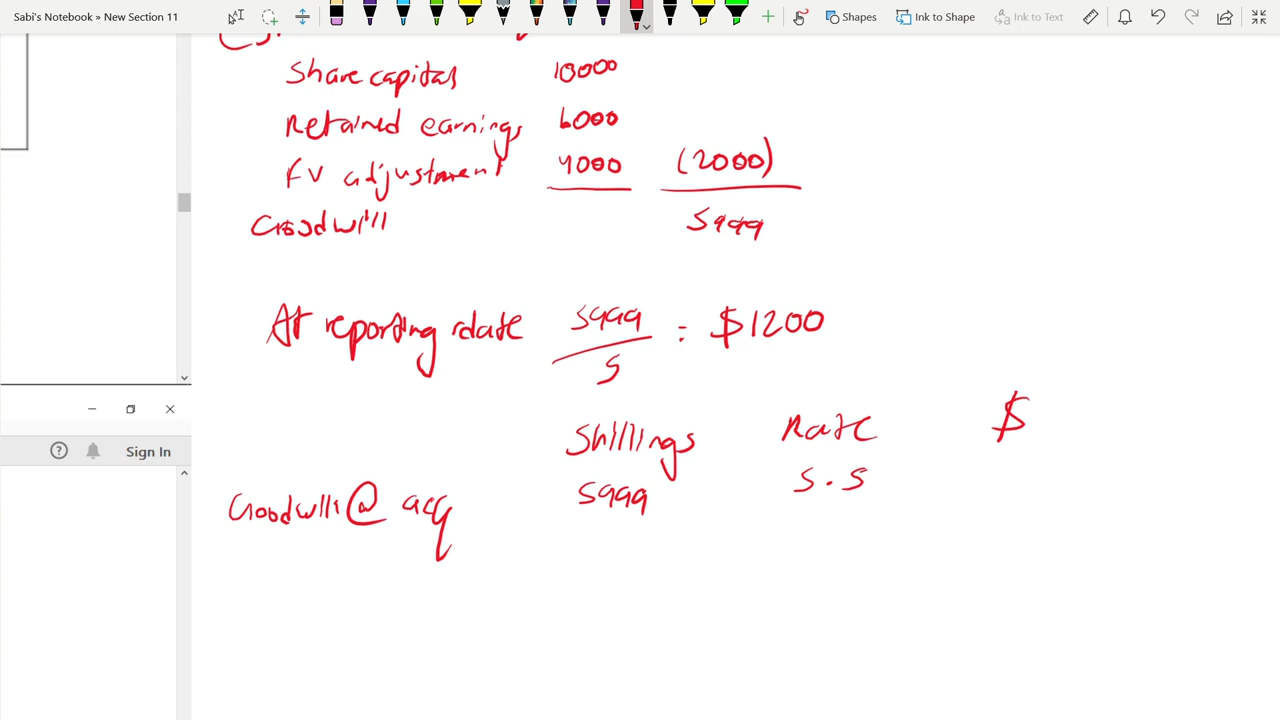 Sabi's Notebook » New Section 11
Shapes
Ink to Shape
Ink to Text
Share capital 10000
Retained earnings 6000
FV adjustment 4000 (2000)
Goodwill 5999
At reporting date 5999 / 5 : $1200
Shillings Rate $
Goodwill @ acq 5999 5.5
Sign In